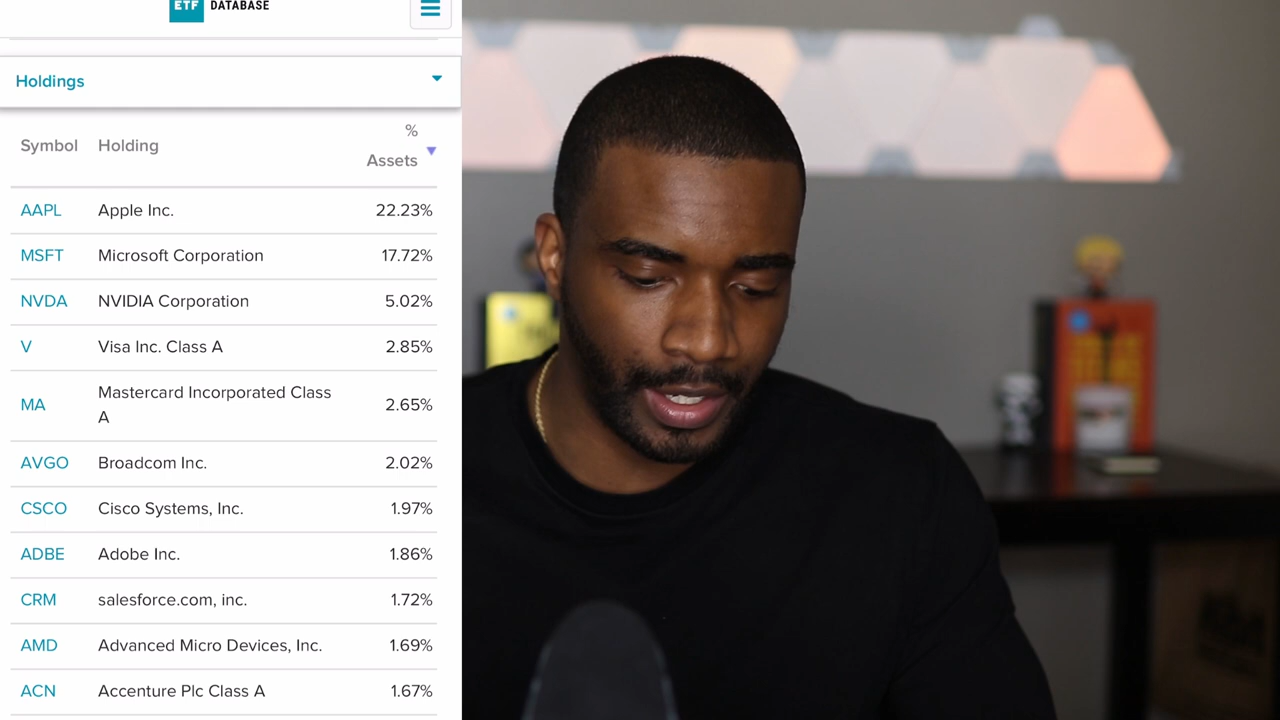 ETF DATABASE
Holdings
%
Symbol Holding Assets
AAPL Apple Inc. 22.23%
MSFT Microsoft Corporation 17.72%
NVDA NVIDIA Corporation 5.02%
V Visa Inc. Class A 2.85%
Mastercard Incorporated Class
MA 2.65%
A
AVGO Broadcom Inc. 2.02%
CSCO Cisco Systems, Inc. 1.97%
ADBE Adobe Inc. 1.86%
CRM salesforce.com, inc. 1.72%
AMD Advanced Micro Devices, Inc. 1.69%
ACN Accenture Plc Class A 1.67%